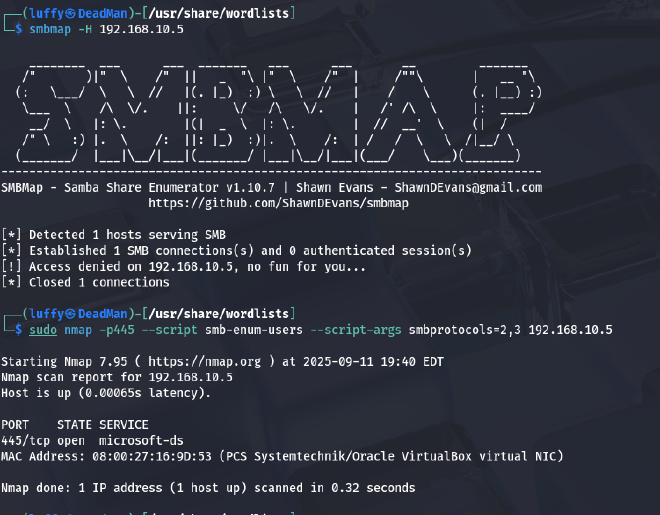 ┌──(luffy㉿DeadMan)-[/usr/share/wordlists]
└─$ smbmap -H 192.168.10.5
SMBMAP
-----------------------------------------------------------------------------
SMBMap - Samba Share Enumerator v1.10.7 | Shawn Evans - ShawnDEvans@gmail.com
https://github.com/ShawnDEvans/smbmap
[*] Detected 1 hosts serving SMB
[*] Established 1 SMB connections(s) and 0 authenticated session(s)
[!] Access denied on 192.168.10.5, no fun for you...
[*] Closed 1 connections
┌──(luffy㉿DeadMan)-[/usr/share/wordlists]
└─$ sudo nmap -p445 --script smb-enum-users --script-args smbprotocols=2,3 192.168.10.5
Starting Nmap 7.95 ( https://nmap.org ) at 2025-09-11 19:40 EDT
Nmap scan report for 192.168.10.5
Host is up (0.00065s latency).
PORT    STATE SERVICE
445/tcp open  microsoft-ds
MAC Address: 08:00:27:16:9D:53 (PCS Systemtechnik/Oracle VirtualBox virtual NIC)
Nmap done: 1 IP address (1 host up) scanned in 0.32 seconds